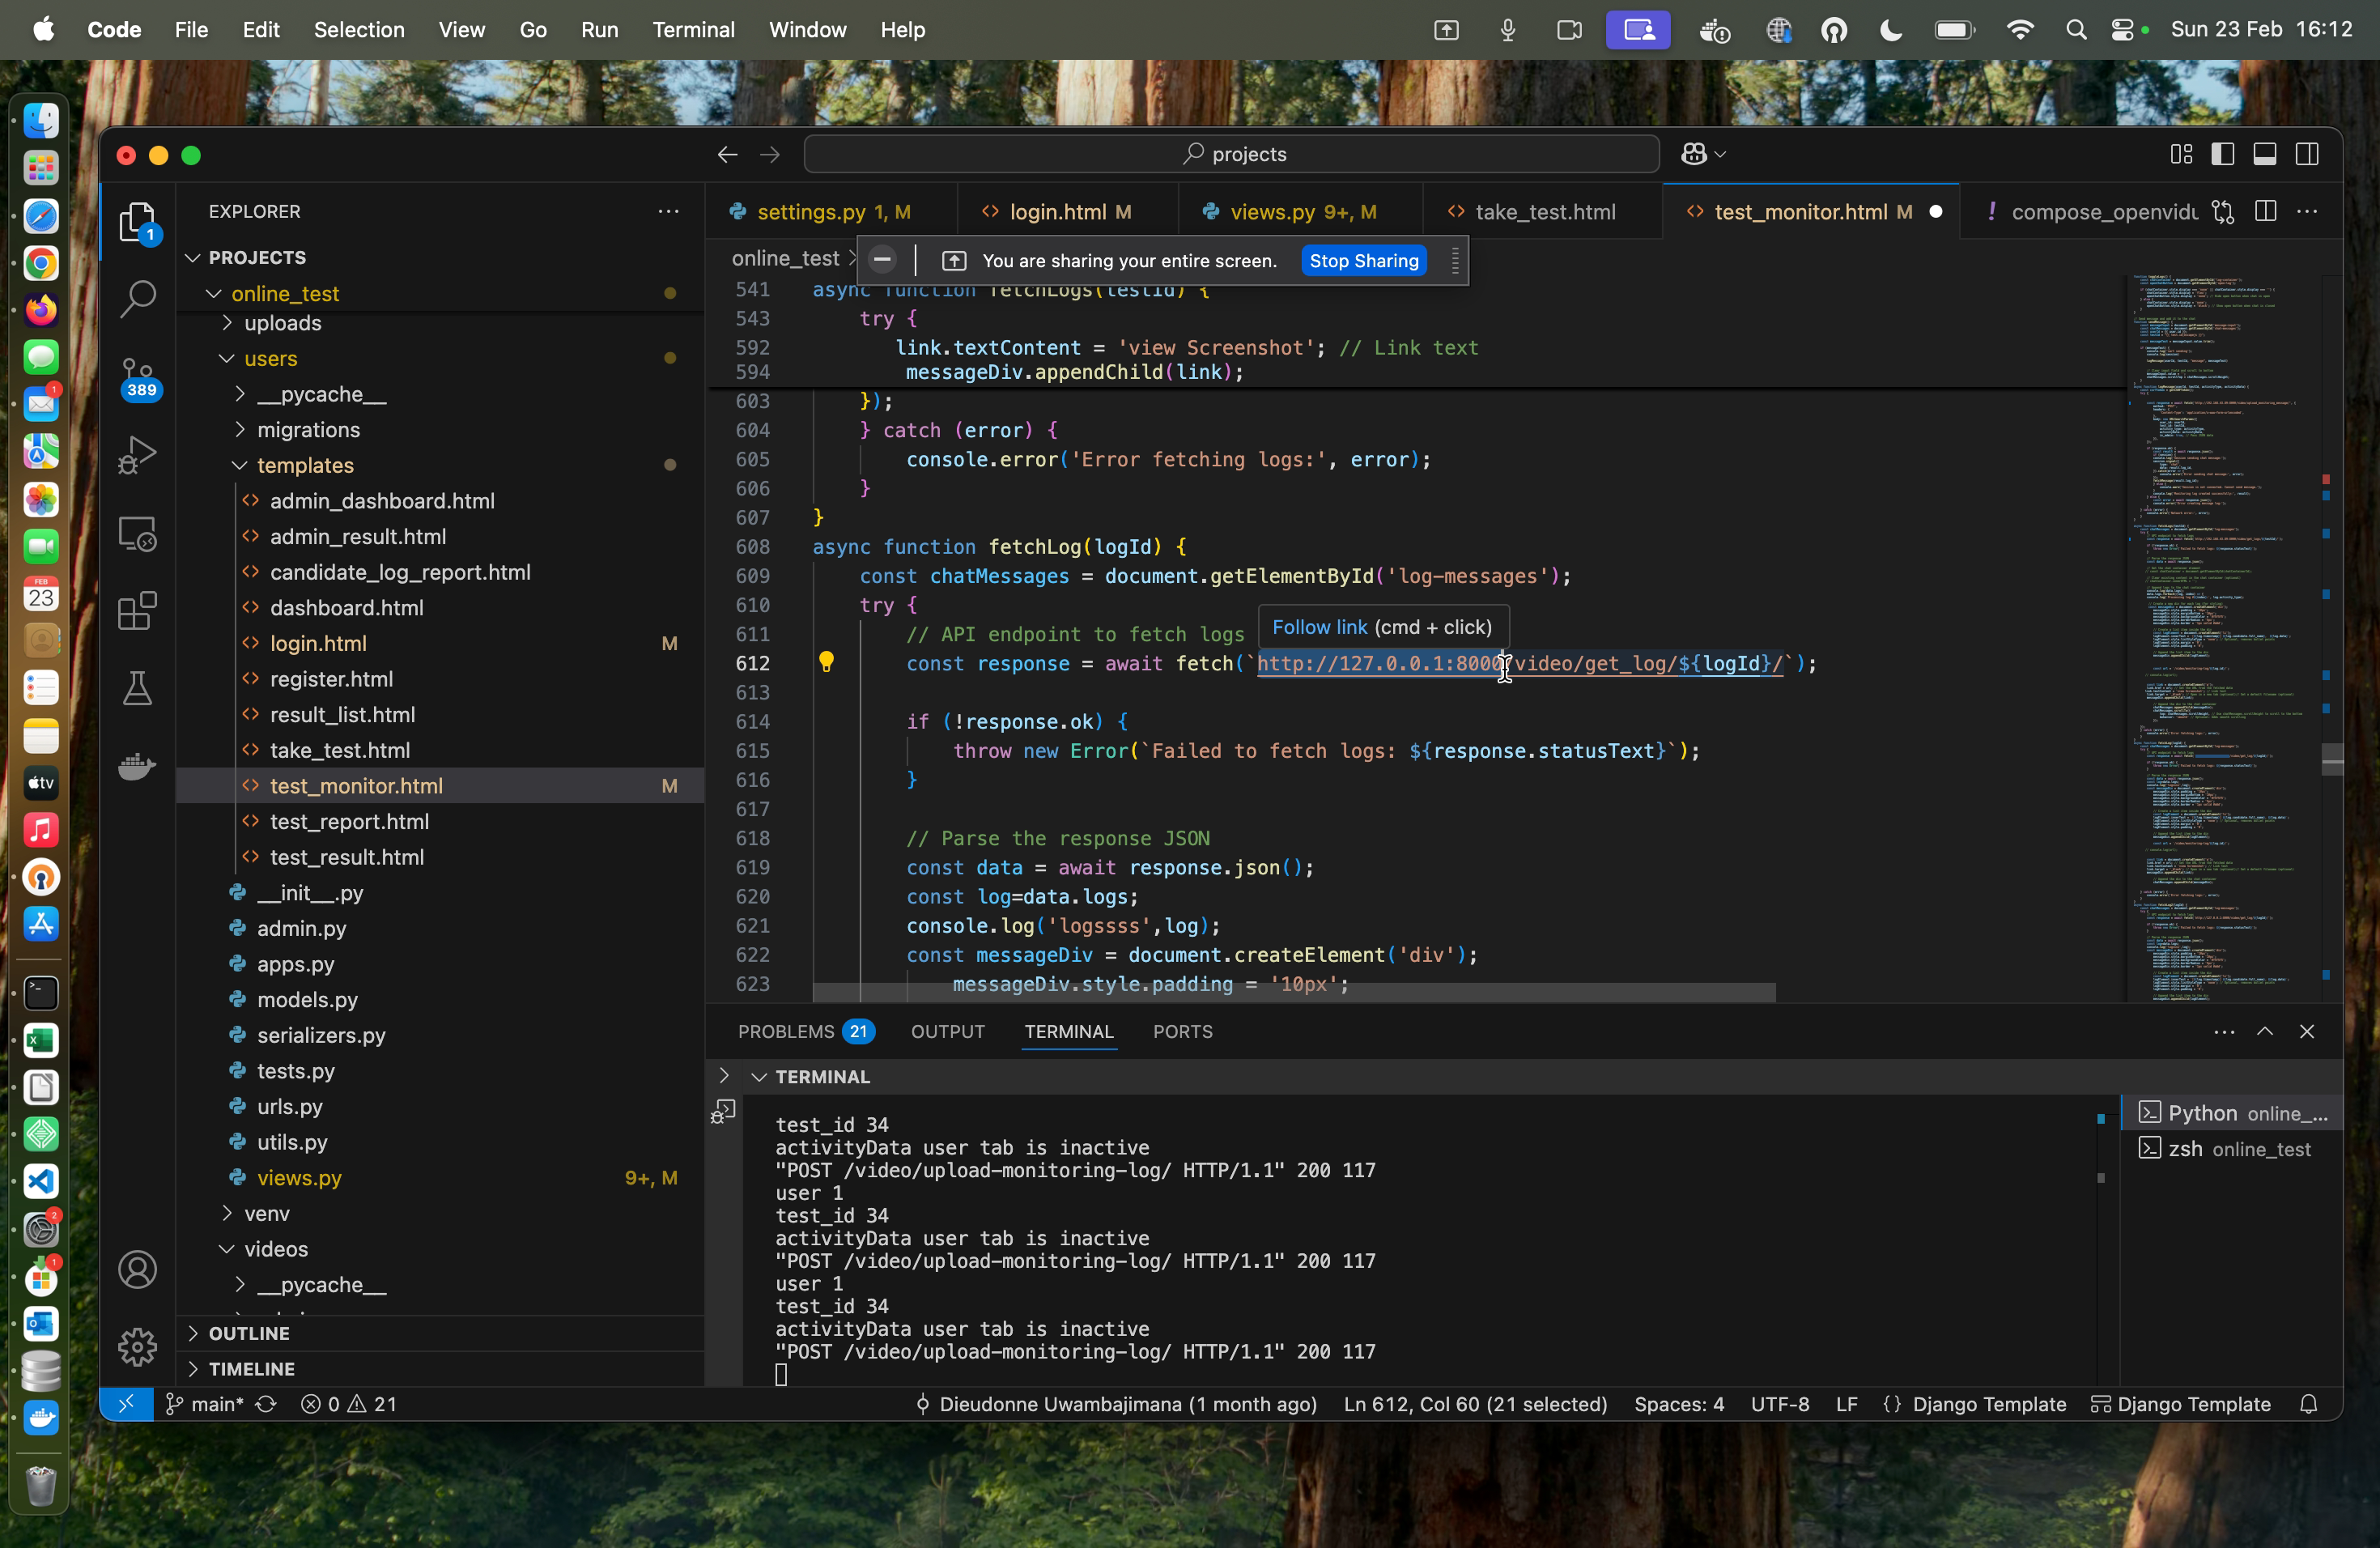 Code File Edit Selection View Go Run Terminal Window Help Sun 23 Feb 16:12
projects
EXPLORER
PROJECTS
online_test
uploads
users
__pycache__
migrations
templates
admin_dashboard.html
admin_result.html
candidate_log_report.html
dashboard.html
login.html M
register.html
result_list.html
take_test.html
test_monitor.html M
test_report.html
test_result.html
__init__.py
admin.py
apps.py
models.py
serializers.py
tests.py
urls.py
utils.py
views.py 9+, M
venv
videos
__pycache__
OUTLINE
TIMELINE
1
389
FEB
23
tv
1
2
1
settings.py 1, M login.html M views.py 9+, M take_test.html test_monitor.html M compose_openvidu
online_test
You are sharing your entire screen. Stop Sharing
541 async function fetchLogs(testId) {
543 try {
592 link.textContent = 'view Screenshot'; // Link text
594 messageDiv.appendChild(link);
603 });
604 } catch (error) {
605 console.error('Error fetching logs:', error);
606 }
607 }
608 async function fetchLog(logId) {
609 const chatMessages = document.getElementById('log-messages');
610 try {
611 // API endpoint to fetch logs
Follow link (cmd + click)
612 const response = await fetch(`http://127.0.0.1:8000/video/get_log/${logId}/`);
613
614 if (!response.ok) {
615 throw new Error(`Failed to fetch logs: ${response.statusText}`);
616 }
617
618 // Parse the response JSON
619 const data = await response.json();
620 const log=data.logs;
621 console.log('logssss',log);
622 const messageDiv = document.createElement('div');
623 messageDiv.style.padding = '10px';
PROBLEMS 21 OUTPUT TERMINAL PORTS
TERMINAL
test_id 34
activityData user tab is inactive
"POST /video/upload-monitoring-log/ HTTP/1.1" 200 117
user 1
test_id 34
activityData user tab is inactive
"POST /video/upload-monitoring-log/ HTTP/1.1" 200 117
user 1
test_id 34
activityData user tab is inactive
"POST /video/upload-monitoring-log/ HTTP/1.1" 200 117
Python online_...
zsh online_test
main* 0 21 Dieudonne Uwambajimana (1 month ago) Ln 612, Col 60 (21 selected) Spaces: 4 UTF-8 LF {} Django Template Django Template